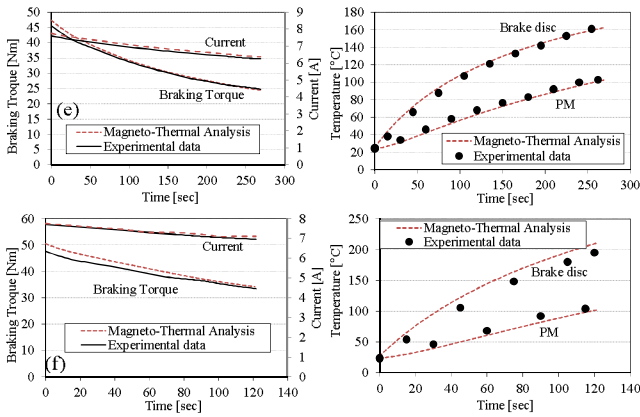 50
45
40
35
30
25
20
15
10
5
0
Braking Troque [Nm]
9
8
7
6
5
4
3
2
1
0
Current [A]
Current
Braking Torque
(e)
Magneto-Thermal Analysis
Experimental data
0 50 100 150 200 250 300
Time [sec]
180
160
140
120
100
80
60
40
20
0
Temperature [°C]
Brake disc
PM
Magneto-Thermal Analysis
Experimental data
0 50 100 150 200 250 300
Time [sec]
60
50
40
30
20
10
0
Braking Troque [Nm]
8
7
6
5
4
3
2
1
0
Current [A]
Current
Braking Torque
Magneto-Thermal Analysis
Experimental data
(f)
0 20 40 60 80 100 120 140
Time [sec]
250
200
150
100
50
0
Temperature [°C]
Magneto-Thermal Analysis
Experimental data
Brake disc
PM
0 20 40 60 80 100 120
Time [sec]